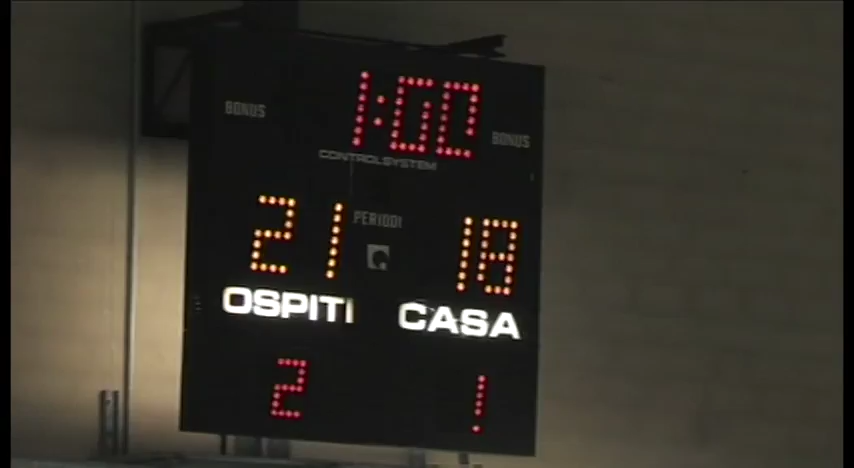 1:00
BONUS BONUS
CONTROLSYSTEM
PERIODI
21 18
OSPITI CASA
2 1